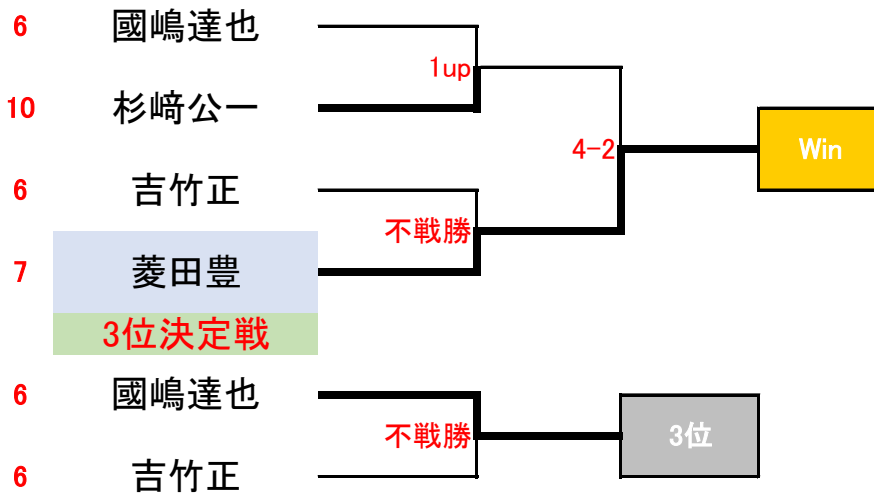 6 國嶋達也
1up
10 杉﨑公一
4-2 Win
6 吉竹正
不戦勝
7 菱田豊
3位決定戦
6 國嶋達也
不戦勝 3位
6 吉竹正